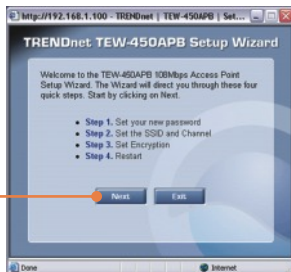 http://192.168.1.100 - TRENDnet | TEW-450APB | Set...
TRENDnet TEW-450APB Setup Wizard
Welcome to the TEW-450APB 108Mbps Access Point
Setup Wizard. The Wizard will direct you through these four
quick steps. Start by clicking on Next.
Step 1. Set your new password
Step 2. Set the SSID and Channel
Step 3. Set Encryption
Step 4. Restart
Next Exit
Done Internet